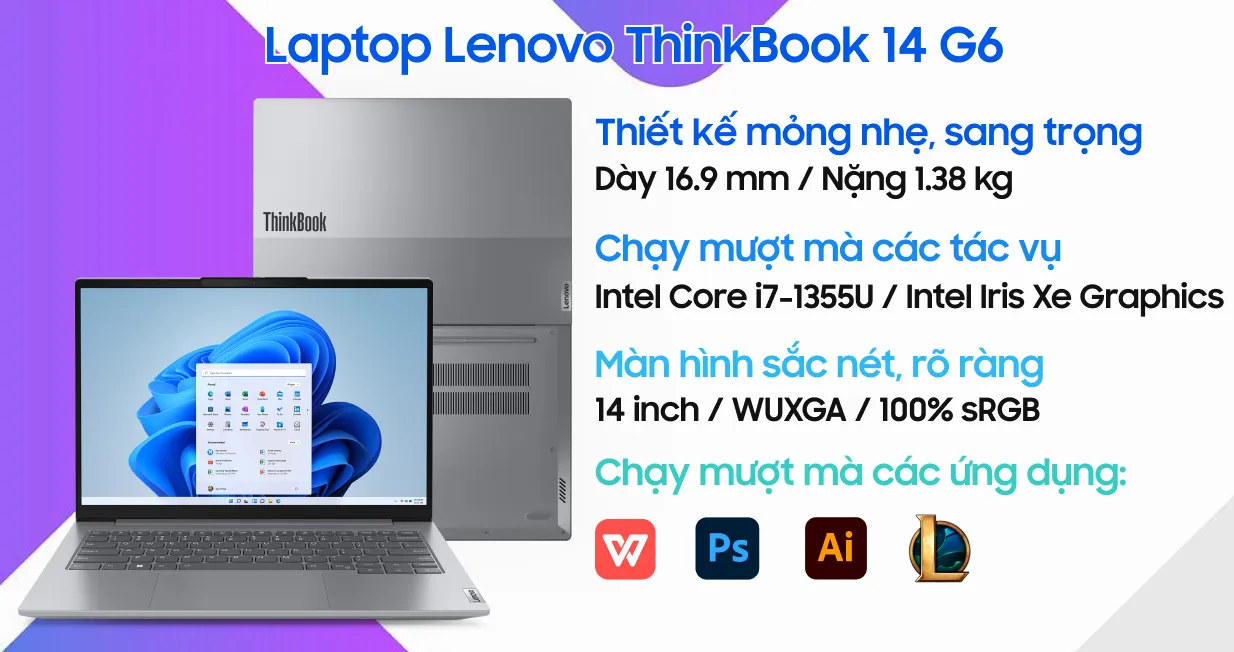 Laptop Lenovo ThinkBook 14 G6
Thiết kế mỏng nhẹ, sang trọng
Dày 16.9 mm / Nặng 1.38 kg
ThinkBook
Chạy mượt mà các tác vụ
Intel Core i7-1355U / Intel Iris Xe Graphics
Lenovo
Màn hình sắc nét, rõ ràng
14 inch / WUXGA / 100% sRGB
Chạy mượt mà các ứng dụng:
W Ps Ai L
Lenovo